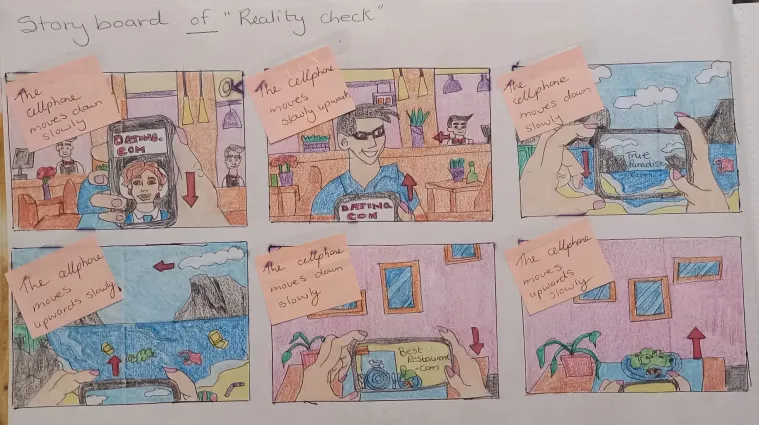 Story board of "Reality check"
The
cellphone
moves down
slowly
DATING.
COM
The cellphone
moves
slowly upwards
DATING
COM
The
cellphone
moves down
slowly
True
Paradise
.com
The cellphone
moves
upwards slowly
The cellphone
moves down
slowly
Best
Restaurant
.com
The cellphone
moves
upwards
slowly